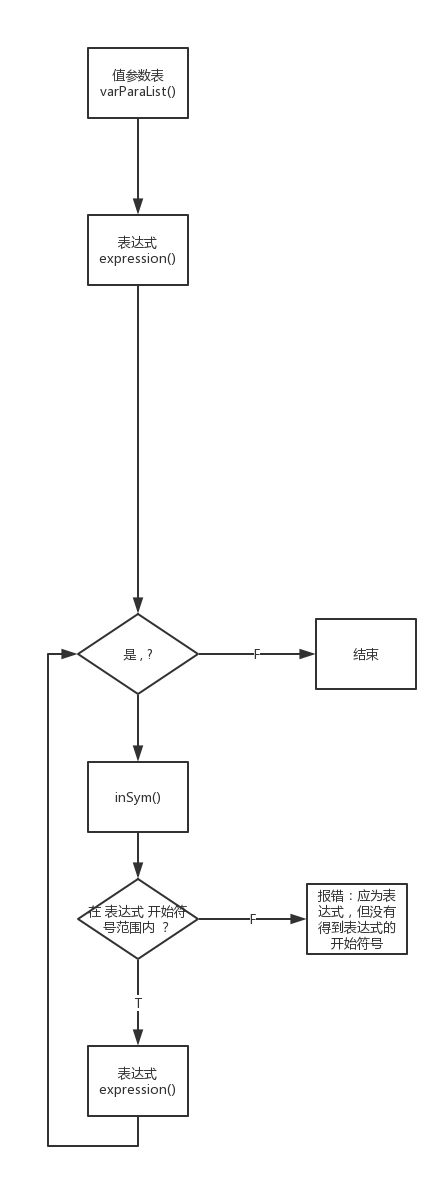 值参数表
varParaList()
表达式
expression()
是 , ?
F
结束
inSym()
在 表达式 开始符
号范围内 ？
F
报错：应为表
达式，但没有
得到表达式的
开始符号
T
表达式
expression()